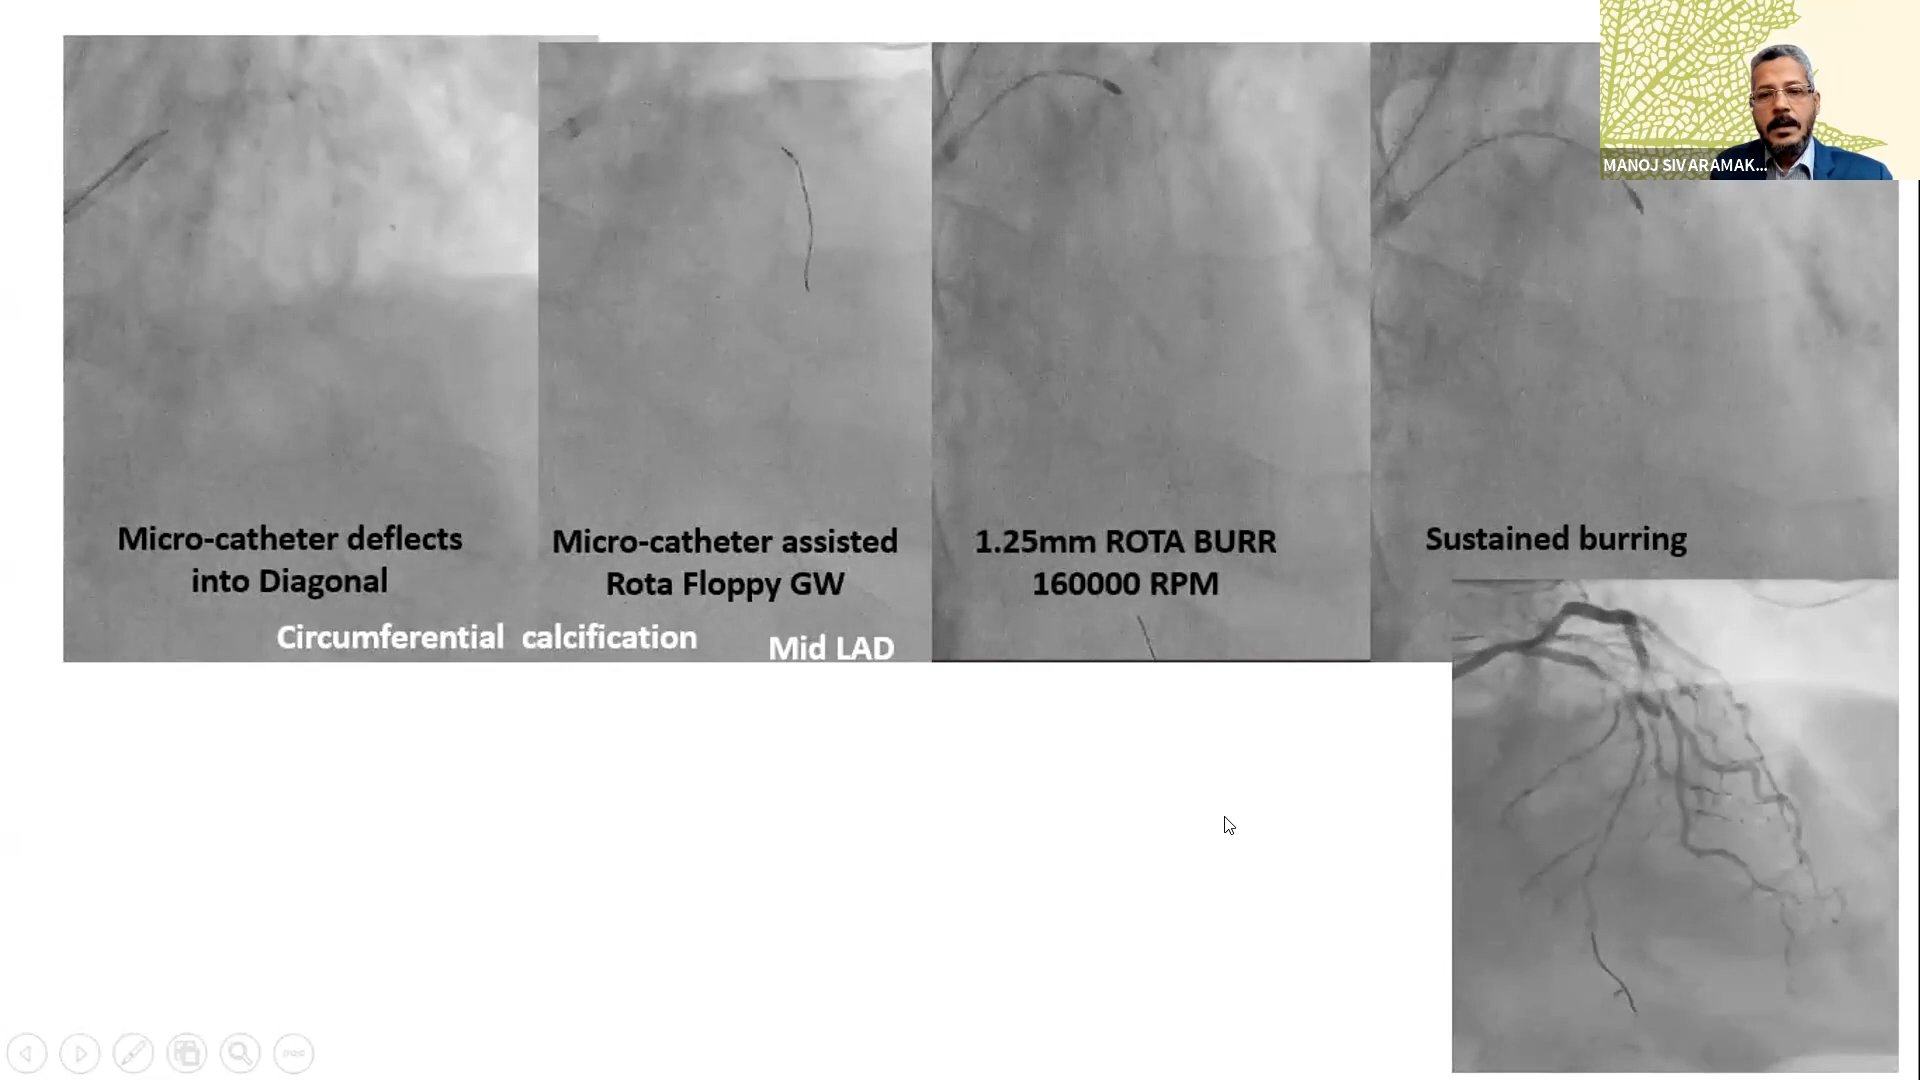 MANOJ SIVARAMAK...
Micro-catheter deflects
into Diagonal
Micro-catheter assisted
Rota Floppy GW
1.25mm ROTA BURR
160000 RPM
Sustained burring
Circumferential calcification
Mid LAD